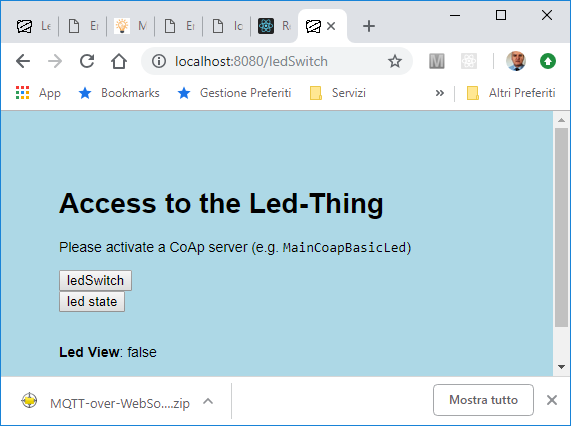 Le
Er
M
Er
Ic
R
localhost:8080/ledSwitch
M
App
Bookmarks
Gestione Preferiti
Servizi
»
Altri Preferiti
Access to the Led-Thing
Please activate a CoAp server (e.g. MainCoapBasicLed)
ledSwitch
led state
Led View: false
MQTT-over-WebSo....zip
Mostra tutto